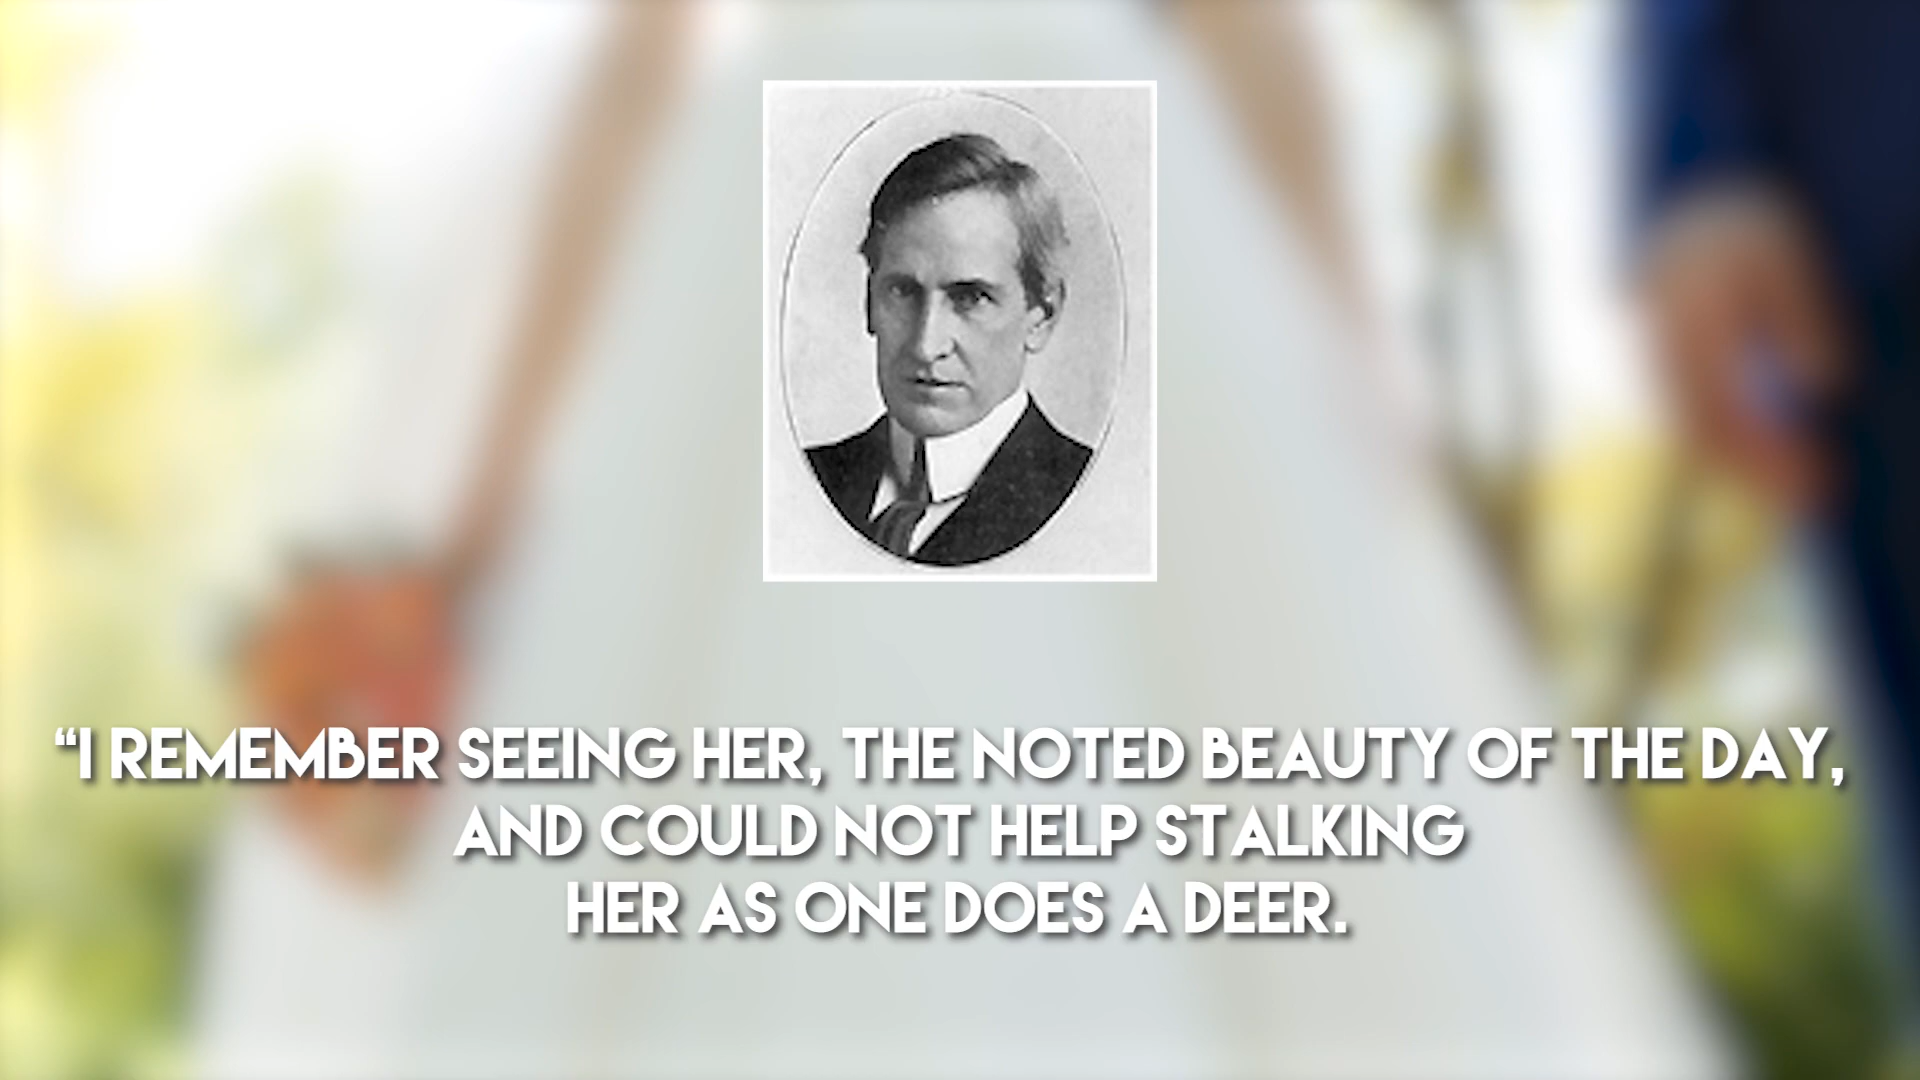 “I REMEMBER SEEING HER, THE NOTED BEAUTY OF THE DAY,
AND COULD NOT HELP STALKING
HER AS ONE DOES A DEER.